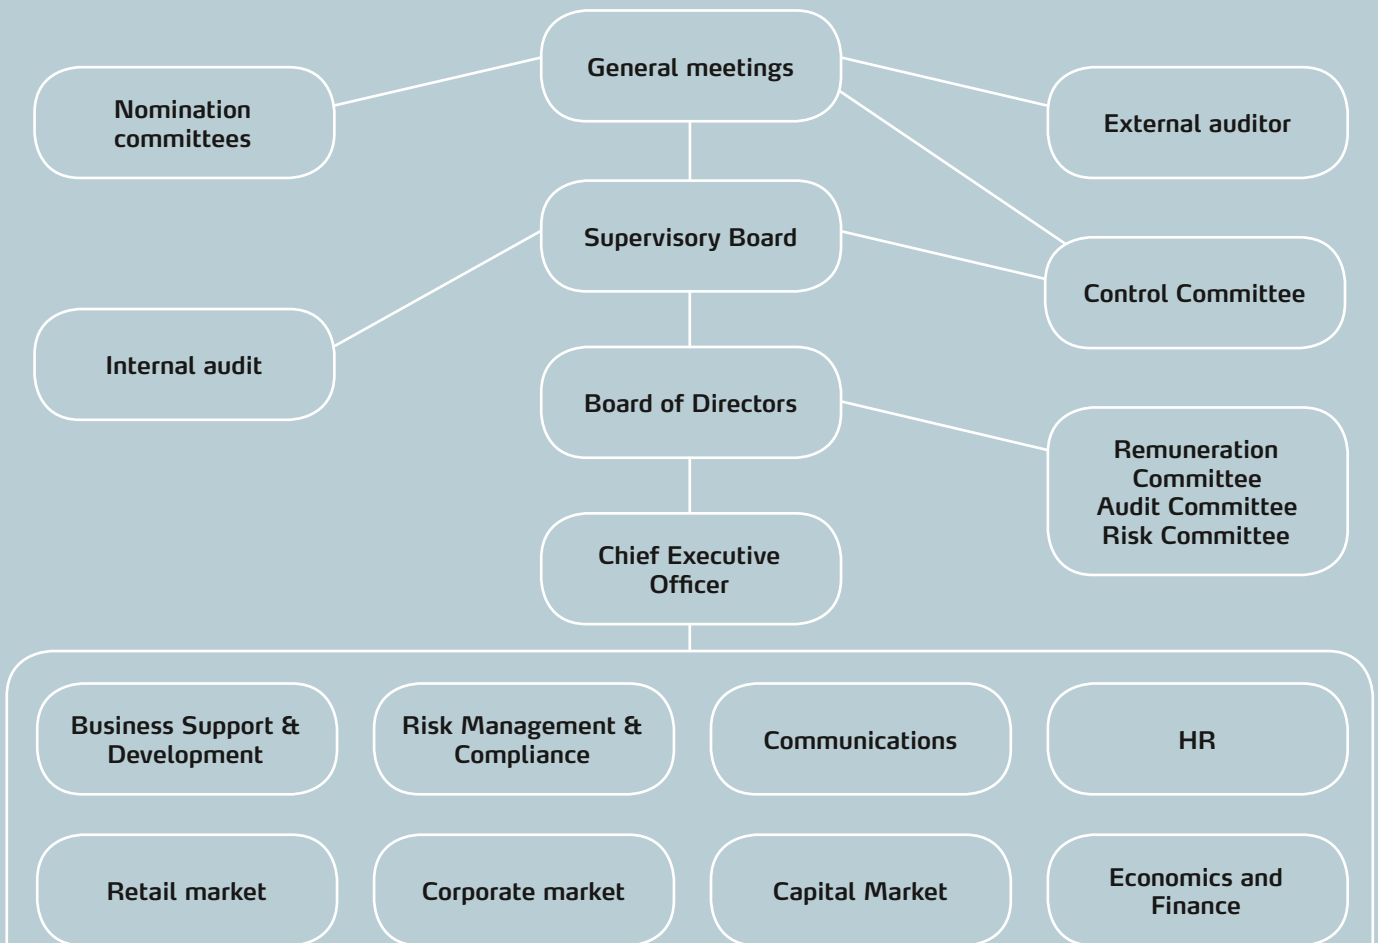 General meetings
Nomination
committees
External auditor
Supervisory Board
Control Committee
Internal audit
Board of Directors
Remuneration
Committee
Audit Committee
Risk Committee
Chief Executive
Officer
Business Support &
Development
Risk Management &
Compliance
Communications
HR
Retail market
Corporate market
Capital Market
Economics and
Finance